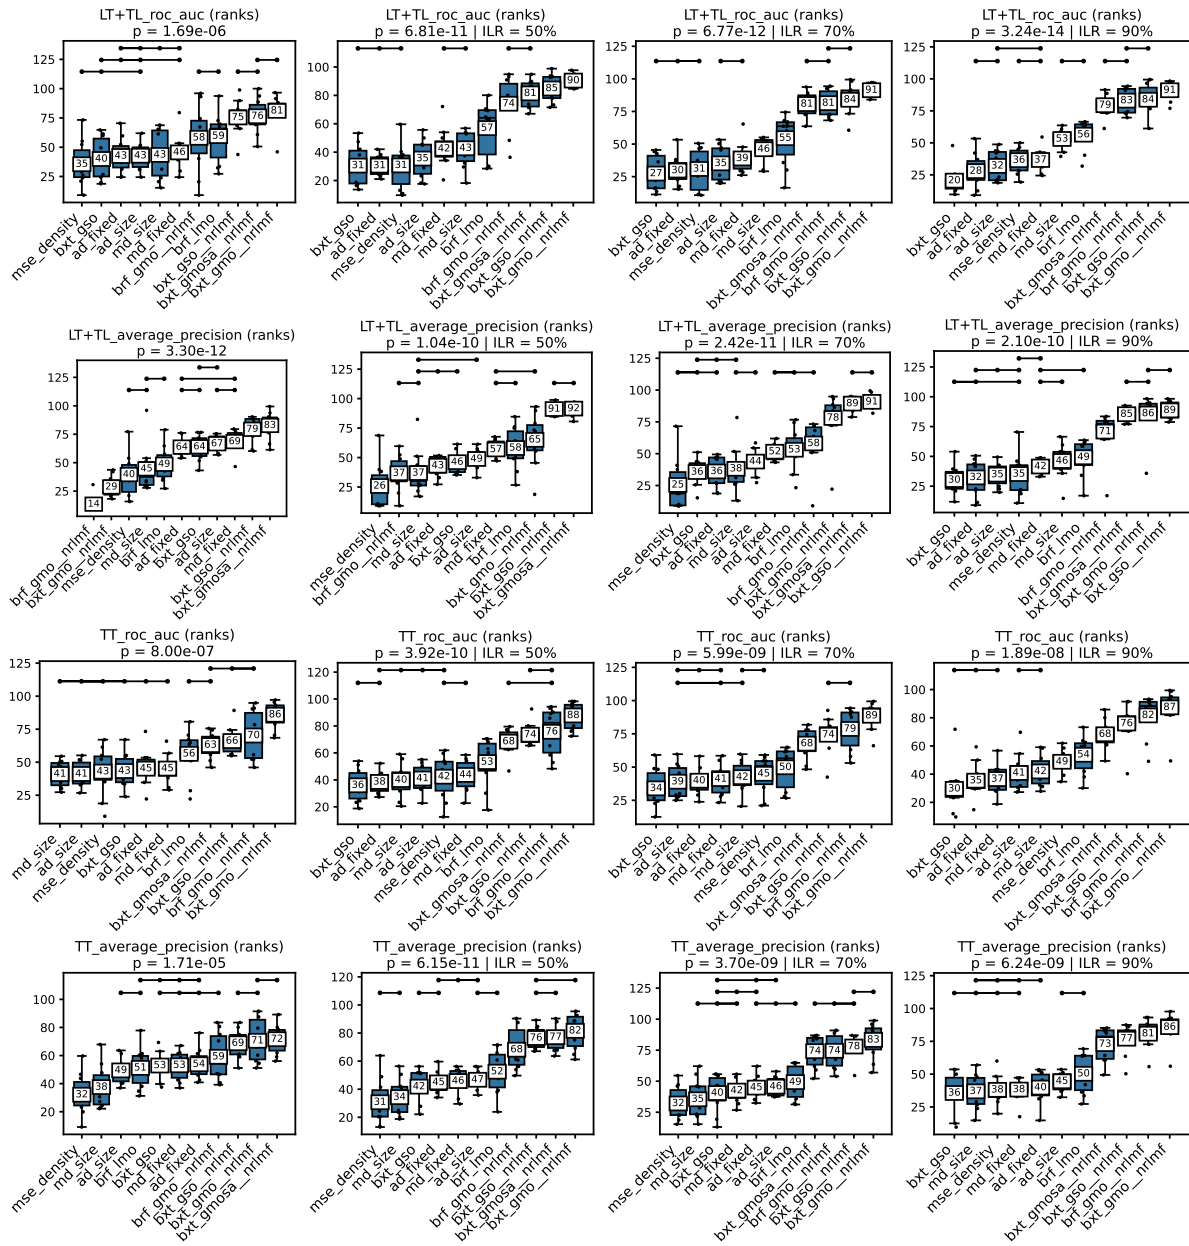 LT+TL_roc_auc (ranks)
p = 1.69e-06
125
100
75
50
25
35 40 43 43 43 46 58 59 75 76 81
mse_density
bxt_gso
ad_fixed
ad_size
md_size
md_fixed
brf_gmo__nrlmf
brf_lmo
bxt_gso__nrlmf
bxt_gmosa__nrlmf
bxt_gmo__nrlmf
LT+TL_roc_auc (ranks)
p = 6.81e-11 | ILR = 50%
100
80
60
40
20
31 31 31 35 42 43 57 74 81 85 90
bxt_gso
ad_fixed
mse_density
ad_size
md_fixed
md_size
brf_lmo
brf_gmo__nrlmf
bxt_gmosa__nrlmf
bxt_gso__nrlmf
bxt_gmo__nrlmf
LT+TL_roc_auc (ranks)
p = 6.77e-12 | ILR = 70%
125
100
75
50
25
27 30 31 35 39 46 55 81 81 84 91
bxt_gso
ad_fixed
mse_density
ad_size
md_fixed
md_size
brf_lmo
bxt_gmosa__nrlmf
brf_gmo__nrlmf
bxt_gso__nrlmf
bxt_gmo__nrlmf
LT+TL_roc_auc (ranks)
p = 3.24e-14 | ILR = 90%
125
100
75
50
25
20 28 32 36 37 53 56 79 83 84 91
bxt_gso
ad_fixed
ad_size
mse_density
md_fixed
md_size
brf_lmo
bxt_gmosa__nrlmf
brf_gmo__nrlmf
bxt_gso__nrlmf
bxt_gmo__nrlmf
LT+TL_average_precision (ranks)
p = 3.30e-12
125
100
75
50
25
14 29 40 45 49 64 64 67 69 79 83
brf_gmo__nrlmf
bxt_gmo__nrlmf
mse_density
md_size
brf_lmo
ad_fixed
bxt_gso
ad_size
md_fixed
bxt_gso__nrlmf
bxt_gmosa__nrlmf
LT+TL_average_precision (ranks)
p = 1.04e-10 | ILR = 50%
125
100
75
50
25
26 37 37 43 46 49 57 58 65 91 92
mse_density
brf_gmo__nrlmf
md_size
ad_fixed
bxt_gso
ad_size
md_fixed
brf_lmo
bxt_gmo__nrlmf
bxt_gso__nrlmf
bxt_gmosa__nrlmf
LT+TL_average_precision (ranks)
p = 2.42e-11 | ILR = 70%
125
100
75
50
25
25 36 36 38 44 52 53 58 78 89 91
mse_density
bxt_gso
ad_fixed
md_size
ad_size
md_fixed
brf_lmo
brf_gmo__nrlmf
bxt_gmo__nrlmf
bxt_gmosa__nrlmf
bxt_gso__nrlmf
LT+TL_average_precision (ranks)
p = 2.10e-10 | ILR = 90%
125
100
75
50
25
30 32 35 35 42 46 49 71 85 86 89
bxt_gso
ad_fixed
ad_size
mse_density
md_fixed
md_size
brf_lmo
brf_gmo__nrlmf
bxt_gmosa__nrlmf
bxt_gmo__nrlmf
bxt_gso__nrlmf
TT_roc_auc (ranks)
p = 8.00e-07
125
100
75
50
25
41 41 43 43 45 45 56 63 66 70 86
md_size
ad_size
mse_density
bxt_gso
ad_fixed
md_fixed
brf_lmo
bxt_gmosa__nrlmf
bxt_gso__nrlmf
brf_gmo__nrlmf
bxt_gmo__nrlmf
TT_roc_auc (ranks)
p = 3.92e-10 | ILR = 50%
120
100
80
60
40
20
36 38 40 41 42 44 53 68 74 76 88
bxt_gso
ad_fixed
md_size
ad_size
mse_density
md_fixed
brf_lmo
bxt_gmosa__nrlmf
bxt_gso__nrlmf
brf_gmo__nrlmf
bxt_gmo__nrlmf
TT_roc_auc (ranks)
p = 5.99e-09 | ILR = 70%
125
100
75
50
25
34 39 40 41 42 45 50 68 74 79 89
bxt_gso
ad_size
ad_fixed
md_fixed
md_size
mse_density
brf_lmo
bxt_gmosa__nrlmf
bxt_gso__nrlmf
brf_gmo__nrlmf
bxt_gmo__nrlmf
TT_roc_auc (ranks)
p = 1.89e-08 | ILR = 90%
100
80
60
40
20
30 35 37 41 42 49 54 68 76 82 87
bxt_gso
ad_fixed
md_fixed
ad_size
md_size
mse_density
brf_lmo
bxt_gmosa__nrlmf
bxt_gso__nrlmf
brf_gmo__nrlmf
bxt_gmo__nrlmf
TT_average_precision (ranks)
p = 1.71e-05
100
80
60
40
20
32 38 49 51 53 53 54 59 69 71 72
mse_density
md_size
ad_size
brf_lmo
bxt_gso
md_fixed
ad_fixed
brf_gmo__nrlmf
bxt_gso__nrlmf
bxt_gmo__nrlmf
bxt_gmosa__nrlmf
TT_average_precision (ranks)
p = 6.15e-11 | ILR = 50%
120
100
80
60
40
20
31 34 42 45 46 47 52 68 76 77 82
mse_density
md_size
bxt_gso
ad_fixed
md_fixed
ad_size
brf_lmo
brf_gmo__nrlmf
bxt_gso__nrlmf
bxt_gmosa__nrlmf
bxt_gmo__nrlmf
TT_average_precision (ranks)
p = 3.70e-09 | ILR = 70%
125
100
75
50
25
32 35 40 42 45 46 49 74 74 78 83
mse_density
md_size
bxt_gso
md_fixed
ad_fixed
ad_size
brf_lmo
bxt_gmosa__nrlmf
brf_gmo__nrlmf
bxt_gso__nrlmf
bxt_gmo__nrlmf
TT_average_precision (ranks)
p = 6.24e-09 | ILR = 90%
125
100
75
50
25
36 37 38 38 40 45 50 73 77 81 86
bxt_gso
md_size
mse_density
md_fixed
ad_fixed
ad_size
brf_lmo
bxt_gmosa__nrlmf
bxt_gso__nrlmf
brf_gmo__nrlmf
bxt_gmo__nrlmf